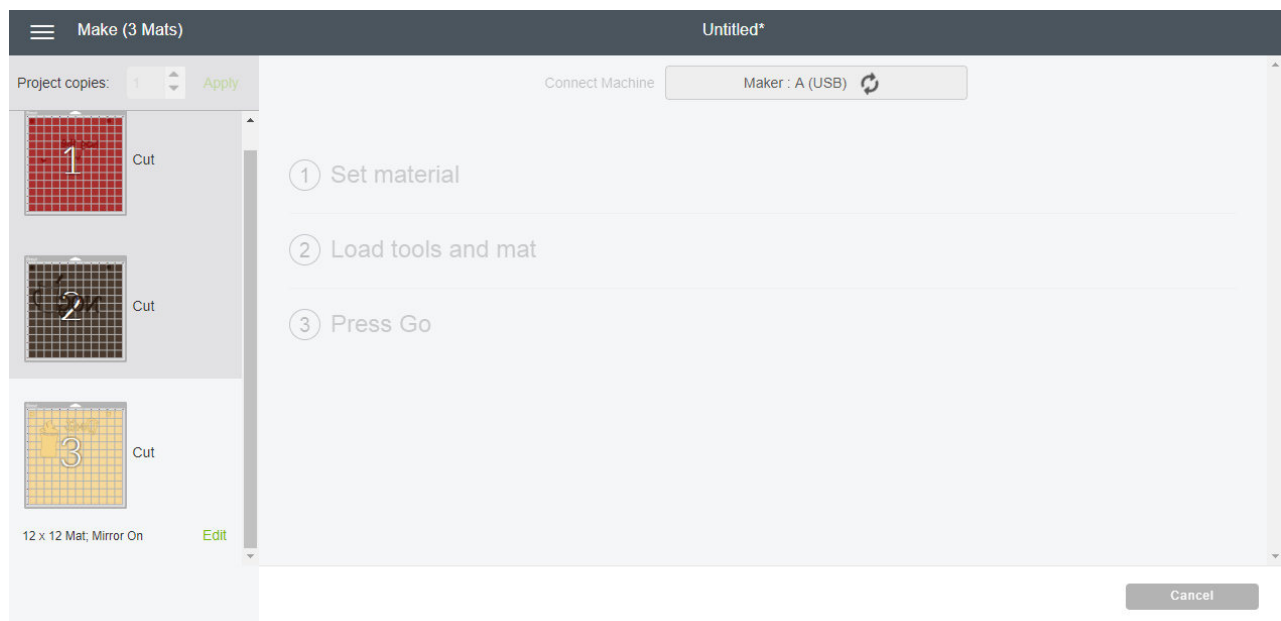 Make (3 Mats)
Untitled*
Project copies: 1 Apply
Connect Machine Maker : A (USB)
1 Cut
1 Set material
2 Load tools and mat
2 Cut
3 Press Go
3 Cut
12 x 12 Mat; Mirror On Edit
Cancel